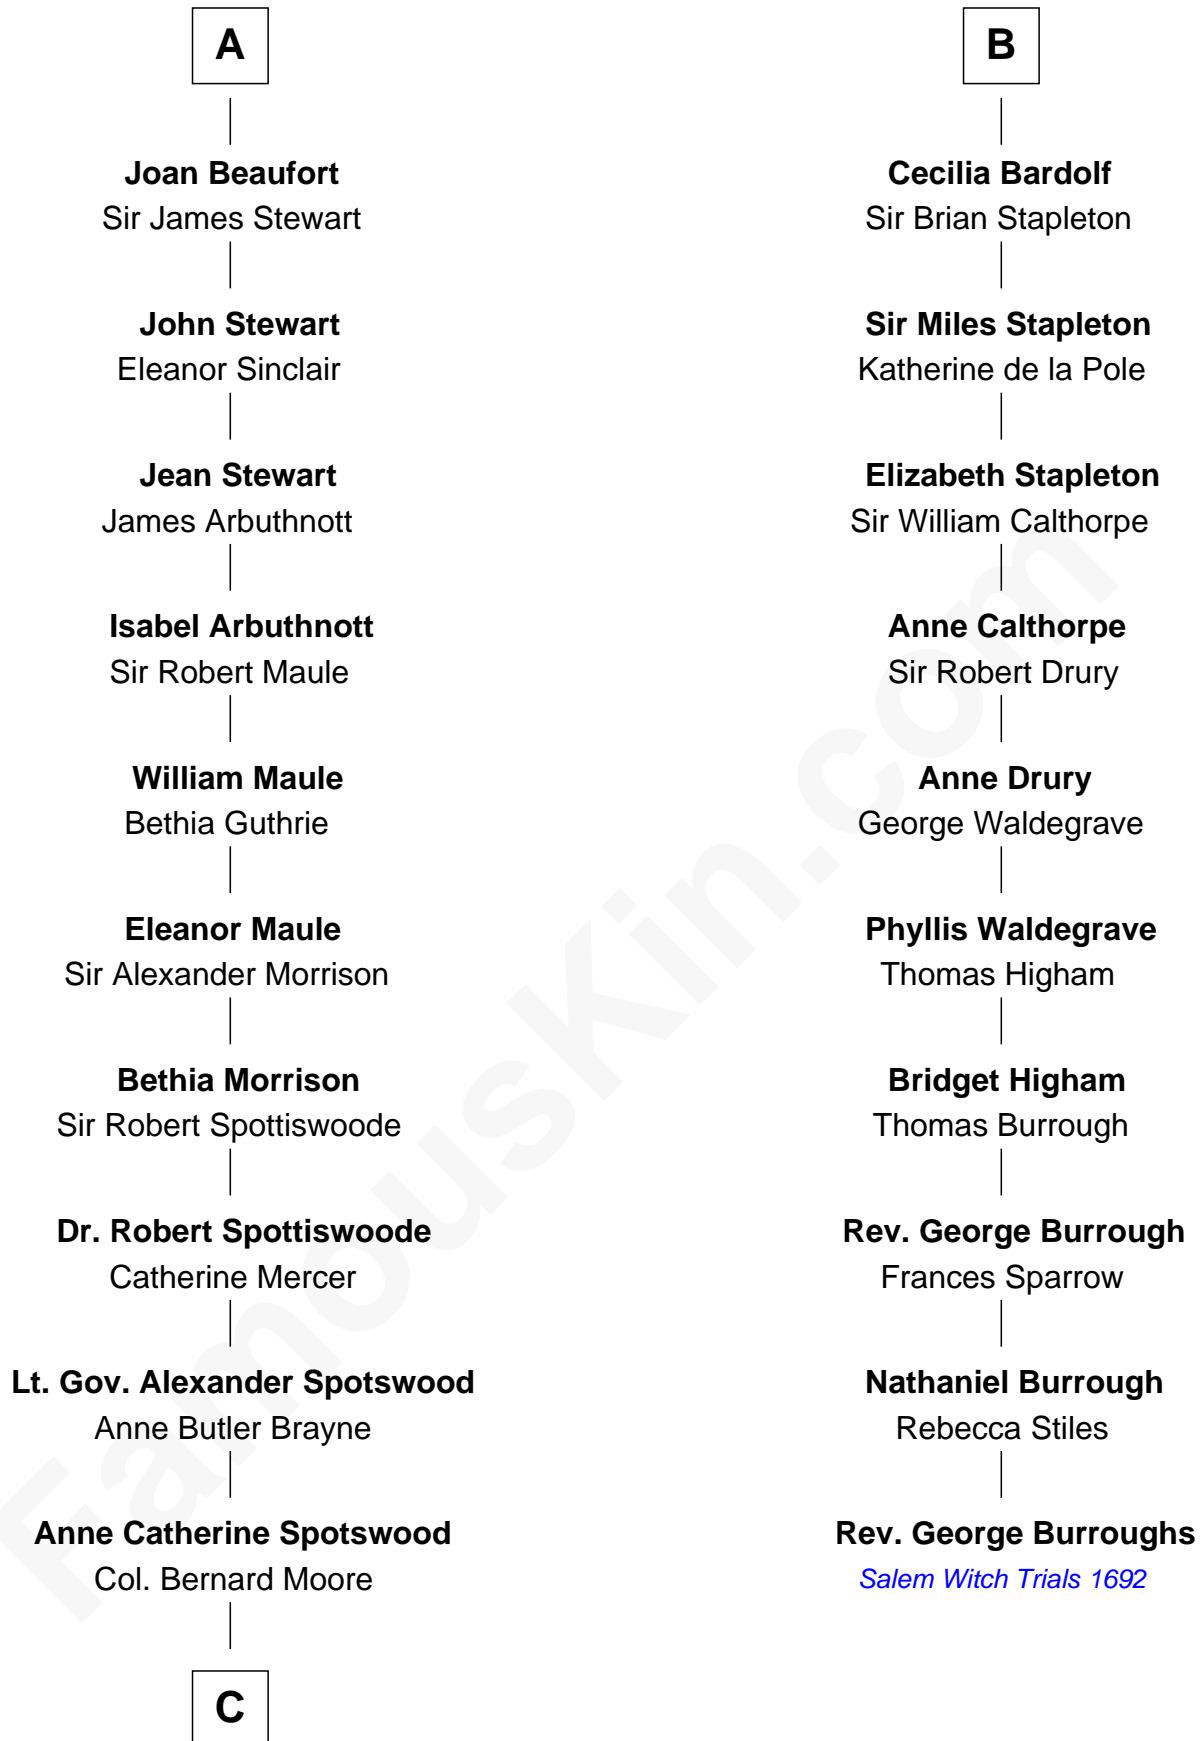 A
Joan Beaufort
Sir James Stewart
John Stewart
Eleanor Sinclair
Jean Stewart
James Arbuthnott
Isabel Arbuthnott
Sir Robert Maule
William Maule
Bethia Guthrie
Eleanor Maule
Sir Alexander Morrison
Bethia Morrison
Sir Robert Spottiswoode
Dr. Robert Spottiswoode
Catherine Mercer
Lt. Gov. Alexander Spotswood
Anne Butler Brayne
Anne Catherine Spotswood
Col. Bernard Moore
C
B
Cecilia Bardolf
Sir Brian Stapleton
Sir Miles Stapleton
Katherine de la Pole
Elizabeth Stapleton
Sir William Calthorpe
Anne Calthorpe
Sir Robert Drury
Anne Drury
George Waldegrave
Phyllis Waldegrave
Thomas Higham
Bridget Higham
Thomas Burrough
Rev. George Burrough
Frances Sparrow
Nathaniel Burrough
Rebecca Stiles
Rev. George Burroughs
Salem Witch Trials 1692
FamousKin.com